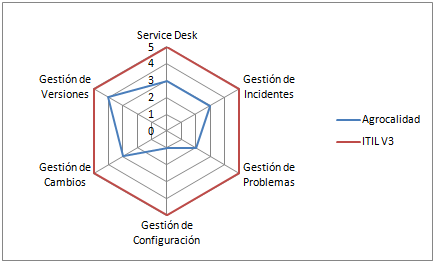 Service Desk
5
4
3
2
1
0
Gestión de
Versiones
Gestión de
Incidentes
Gestión de
Cambios
Gestión de
Problemas
Gestión de
Configuración
Agrocalidad
ITIL V3